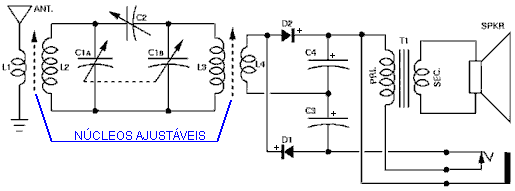 ANT.
C2
D2
SPKR
L1
L2
C1A
C1B
L3
L4
C4
T1
PRI.
SEC.
C3
D1
NÚCLEOS AJUSTÁVEIS